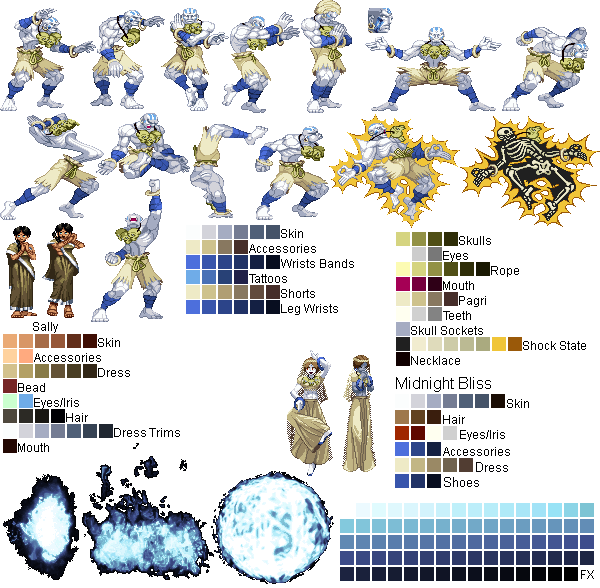 Skin
Accessories
Wrists Bands
Tattoos
Shorts
Leg Wrists
Skulls
Eyes
Rope
Mouth
Pagri
Teeth
Skull Sockets
Shock State
Necklace
Sally
Skin
Accessories
Dress
Bead
Eyes/Iris
Hair
Dress Trims
Mouth
Midnight Bliss
Skin
Hair
Eyes/Iris
Accessories
Dress
Shoes
FX